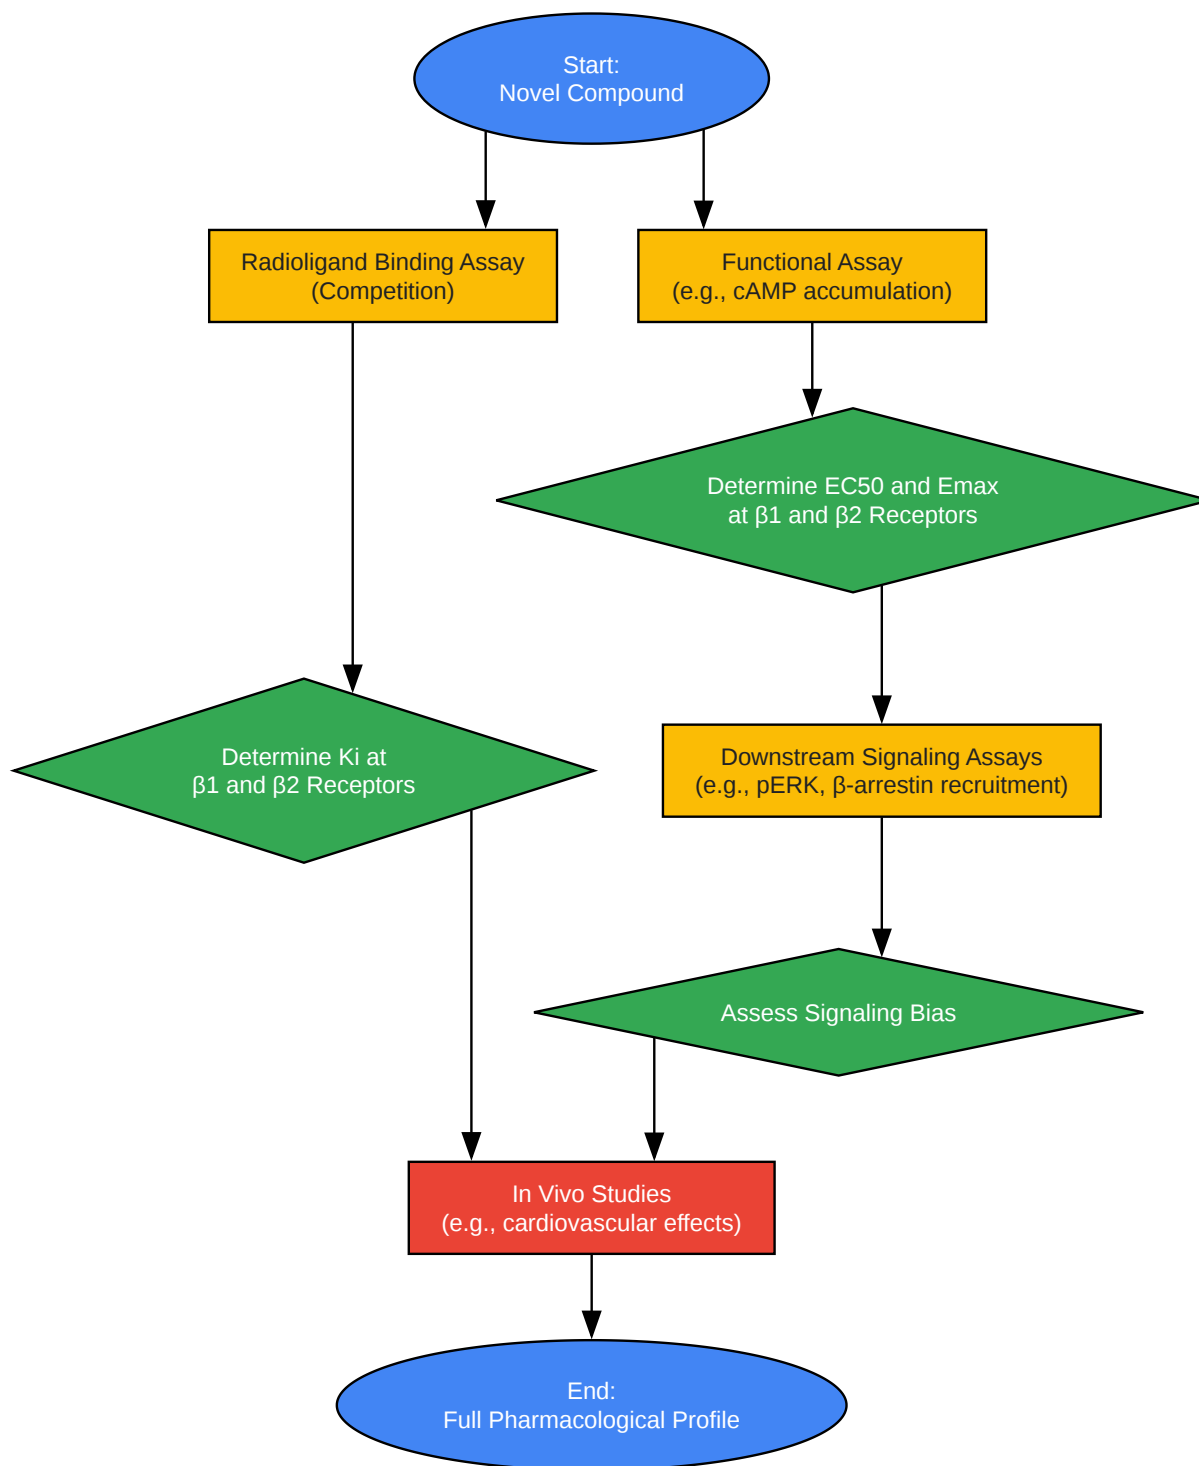 Start:
Novel Compound
Radioligand Binding Assay
(Competition)
Functional Assay
(e.g., cAMP accumulation)
Determine EC50 and Emax
at β1 and β2 Receptors
Determine Ki at
β1 and β2 Receptors
Downstream Signaling Assays
(e.g., pERK, β-arrestin recruitment)
Assess Signaling Bias
In Vivo Studies
(e.g., cardiovascular effects)
End:
Full Pharmacological Profile